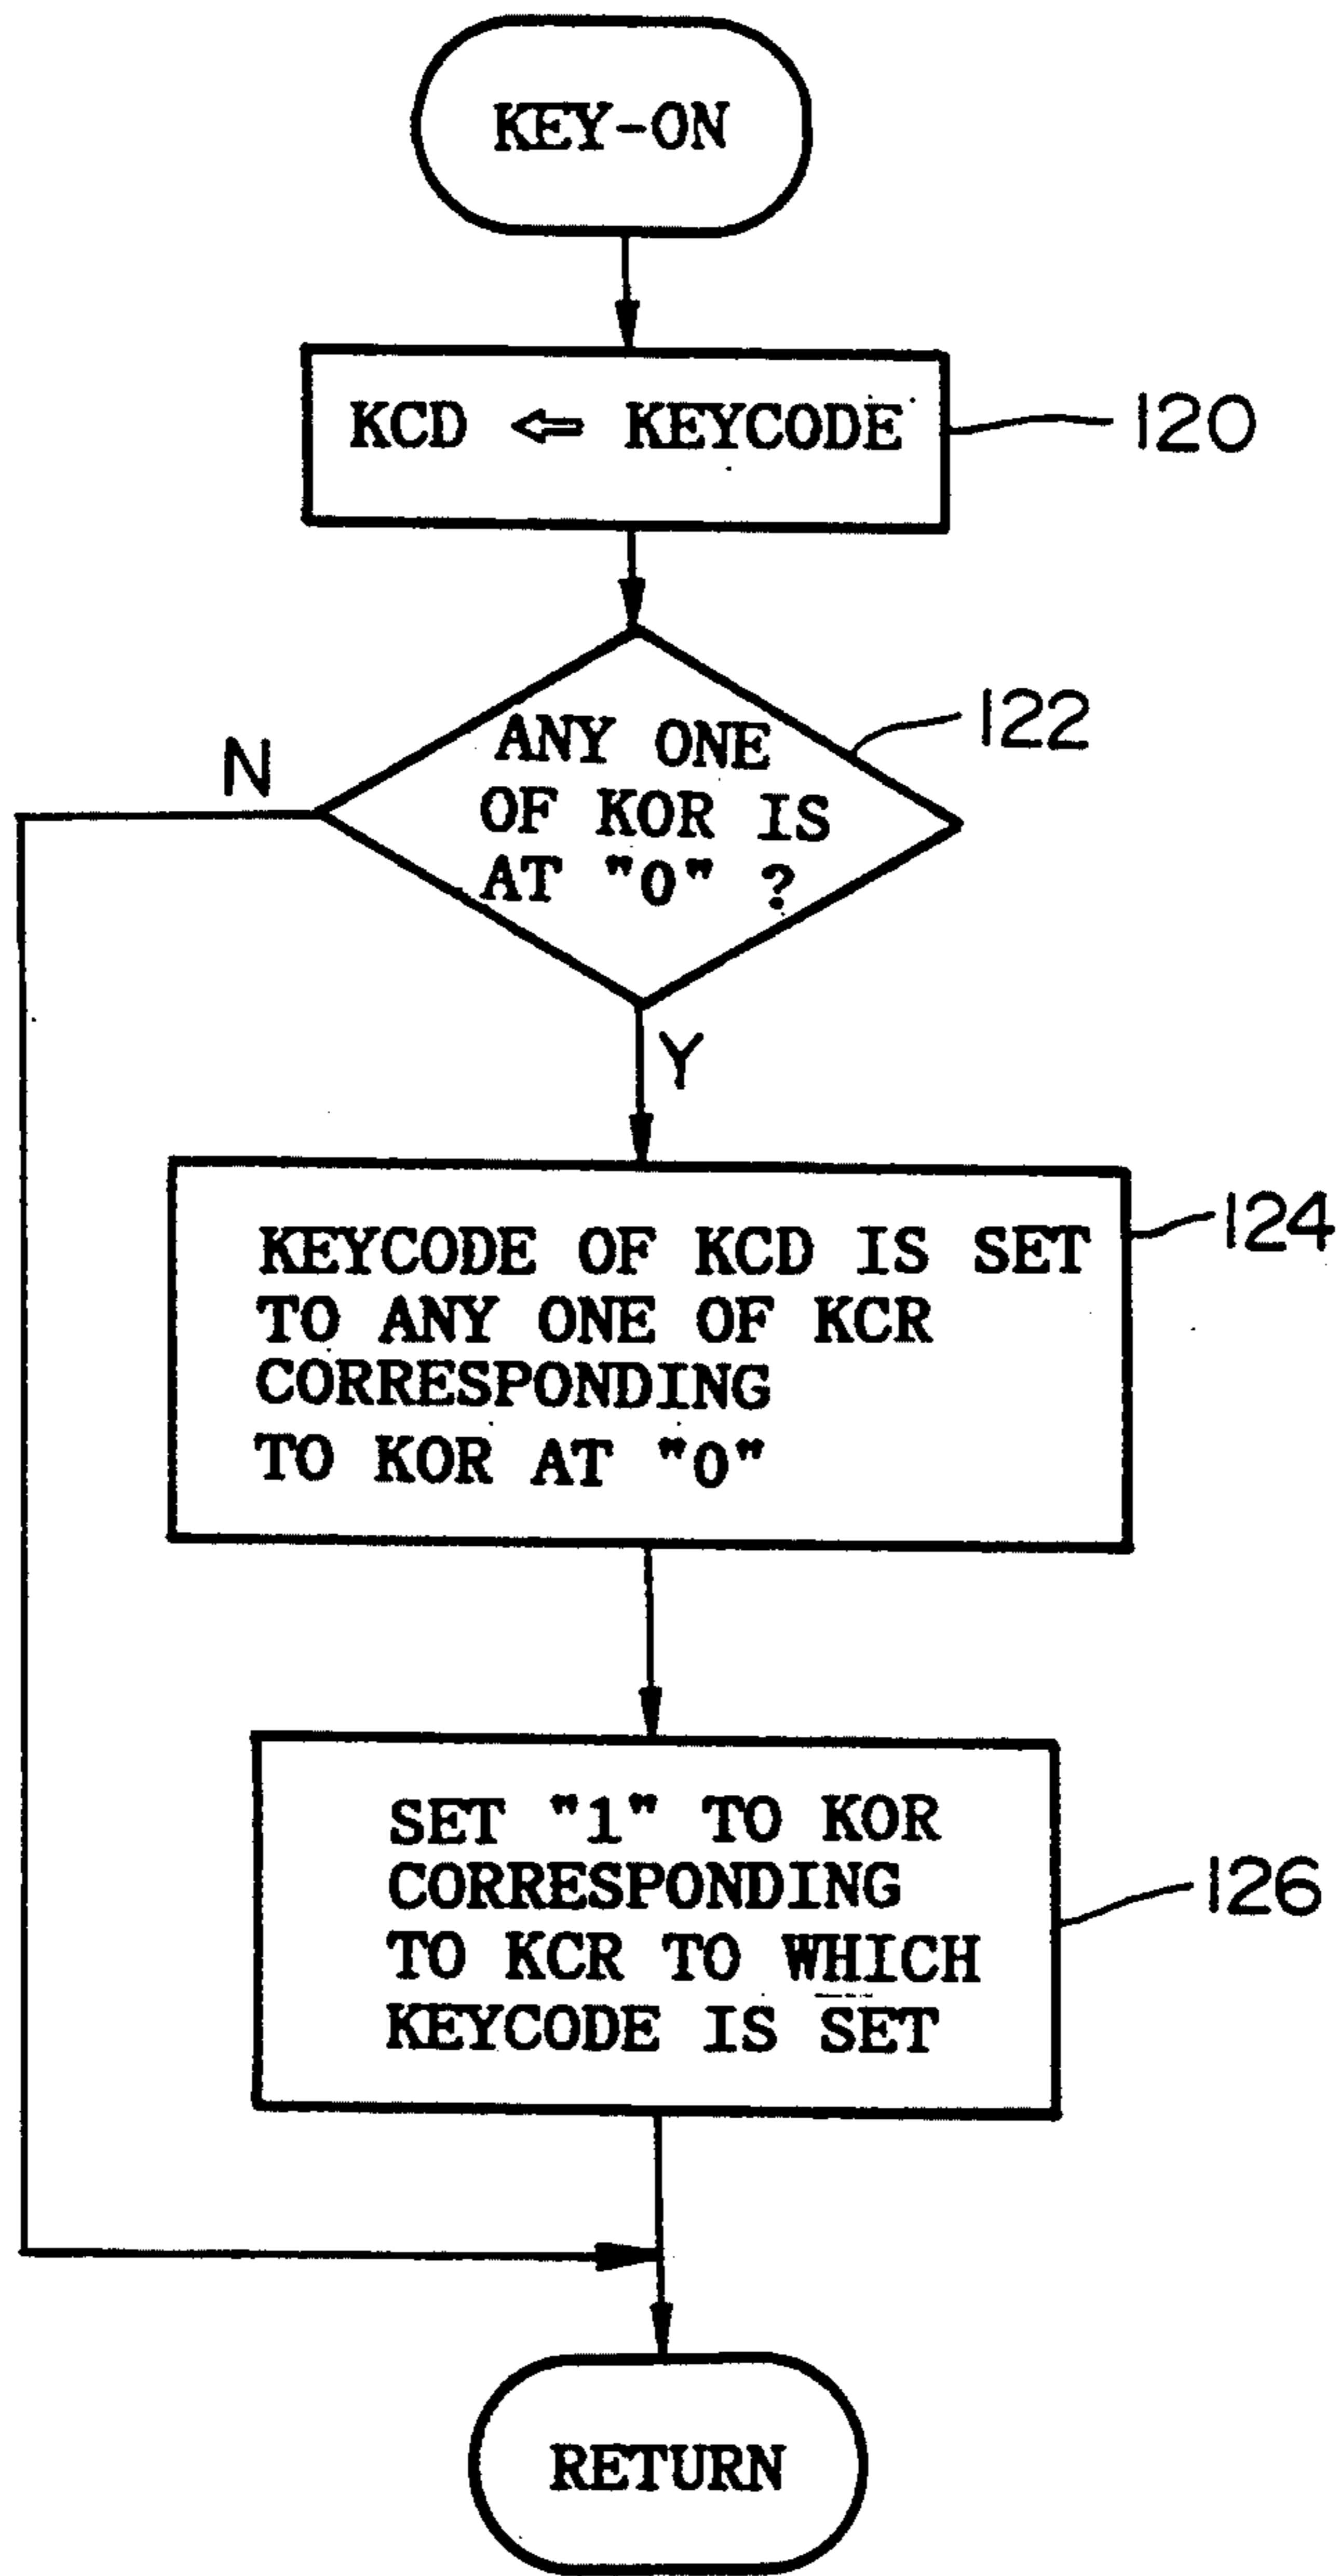 KEY-ON
KCD ⇐ KEYCODE
120
ANY ONE
OF KOR IS
AT "0" ?
122
N
Y
KEYCODE OF KCD IS SET
TO ANY ONE OF KCR
CORRESPONDING
TO KOR AT "0"
124
SET "1" TO KOR
CORRESPONDING
TO KCR TO WHICH
KEYCODE IS SET
126
RETURN